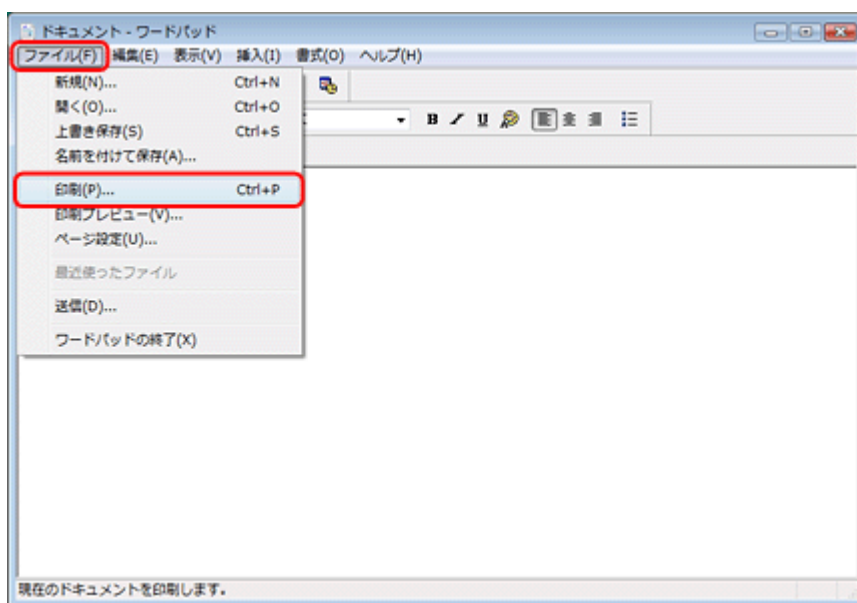 ドキュメント - ワードパッド
ファイル(F) 編集(E) 表示(V) 挿入(I) 書式(O) ヘルプ(H)
新規(N)... Ctrl+N
開く(O)... Ctrl+O
上書き保存(S) Ctrl+S
名前を付けて保存(A)...
印刷(P)... Ctrl+P
印刷プレビュー(V)...
ページ設定(U)...
最近使ったファイル
送信(D)...
ワードパッドの終了(X)
B U
現在のドキュメントを印刷します。